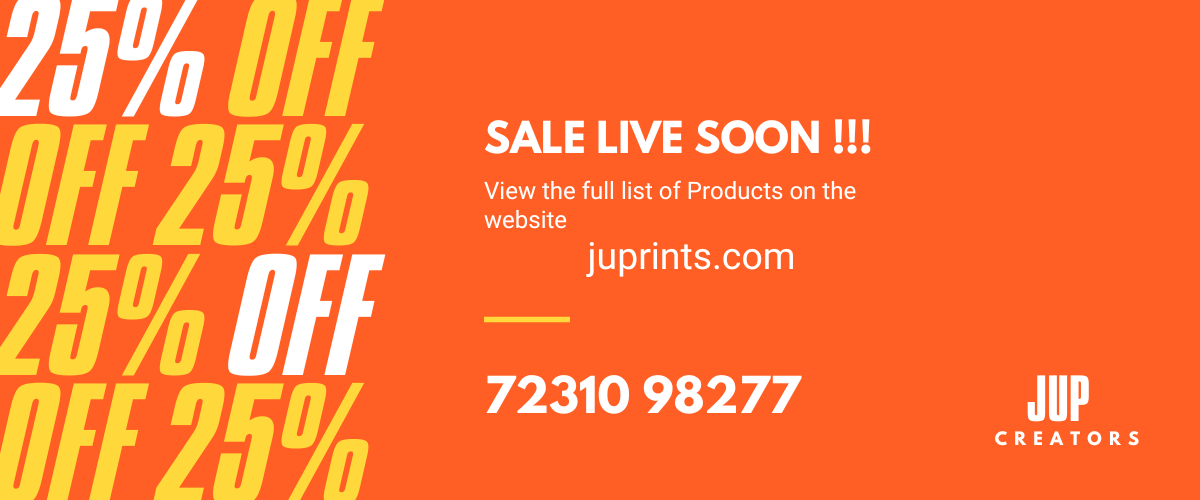 25% OFF
OFF 25%
25% OFF
OFF 25%
SALE LIVE SOON !!!
View the full list of Products on the
website
juprints.com
72310 98277
JUP
CREATORS